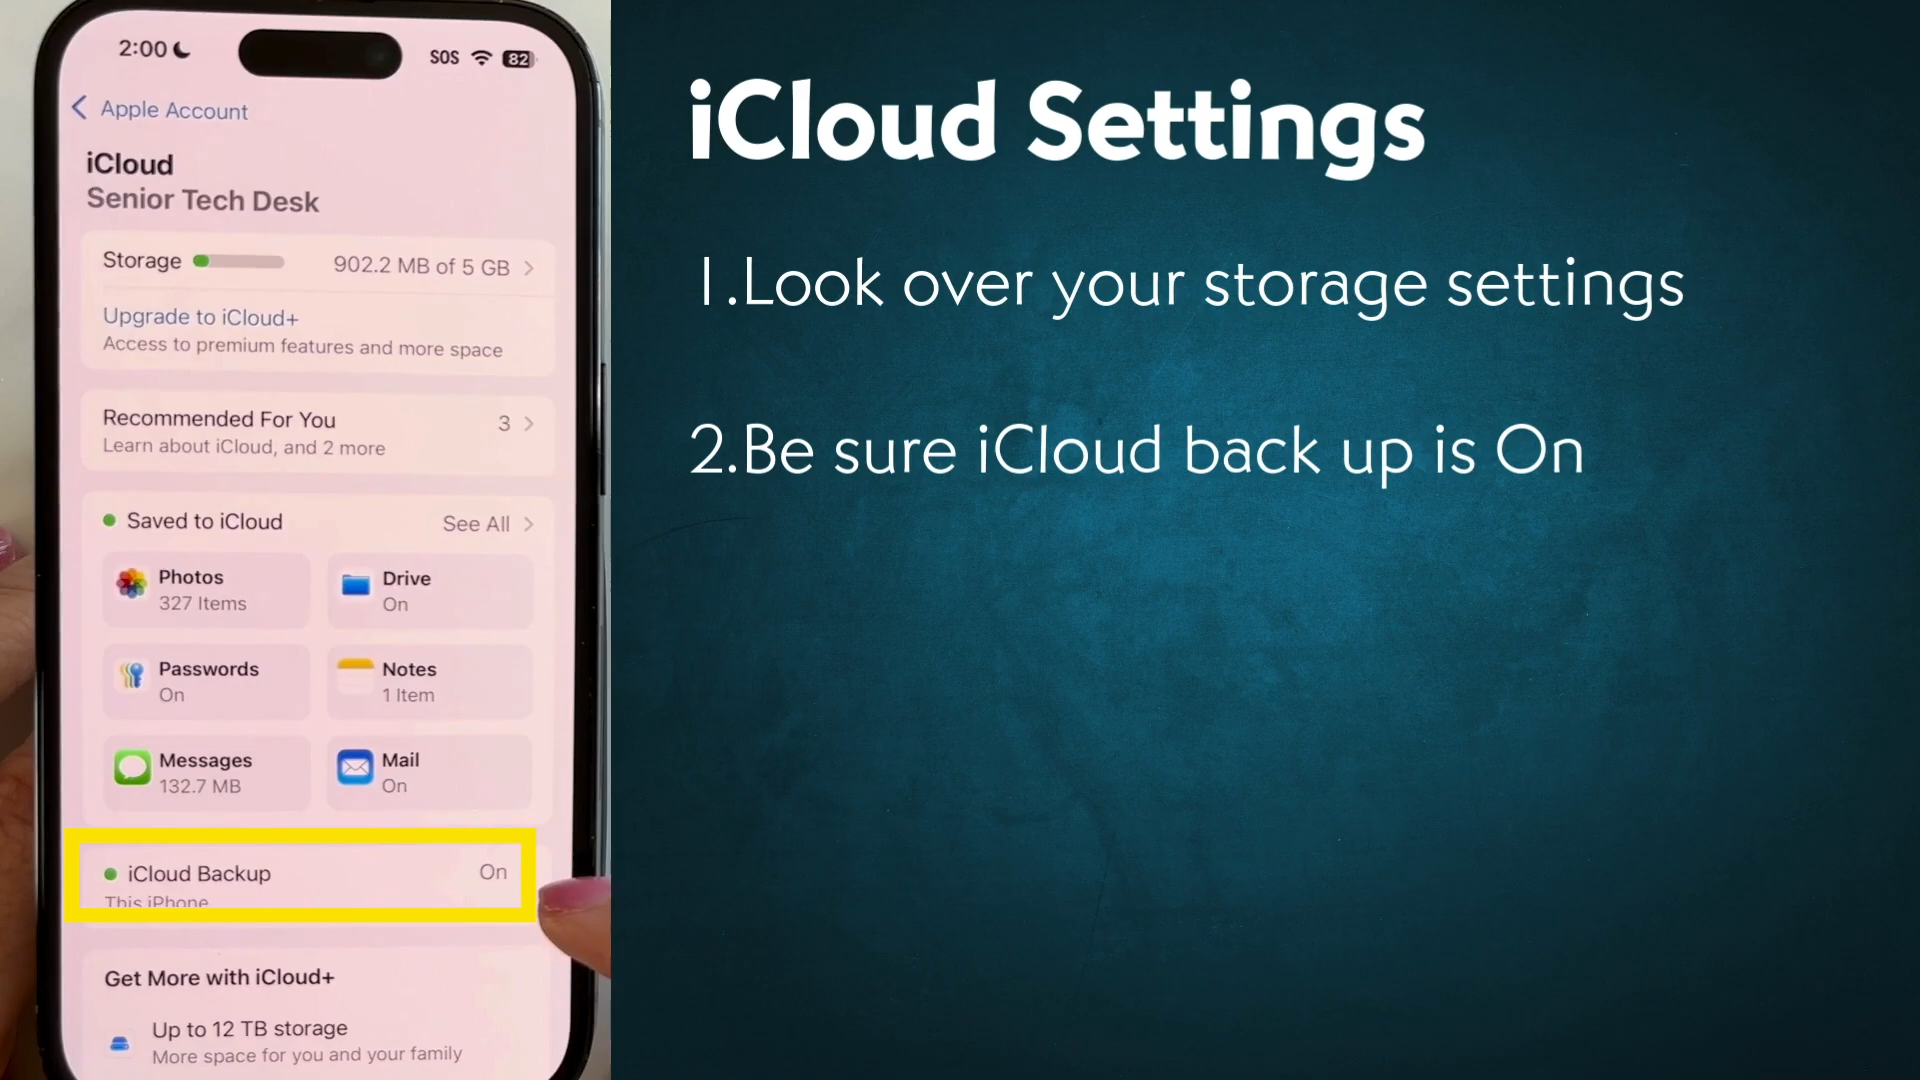 2:00
SOS
82
Apple Account
iCloud
Senior Tech Desk
Storage 902.2 MB of 5 GB
Upgrade to iCloud+
Access to premium features and more space
Recommended For You 3
Learn about iCloud, and 2 more
Saved to iCloud See All
Photos
327 Items
Drive
On
Passwords
On
Notes
1 Item
Messages
132.7 MB
Mail
On
iCloud Backup On
This iPhone
Get More with iCloud+
Up to 12 TB storage
More space for you and your family
iCloud Settings
1.Look over your storage settings
2.Be sure iCloud back up is On